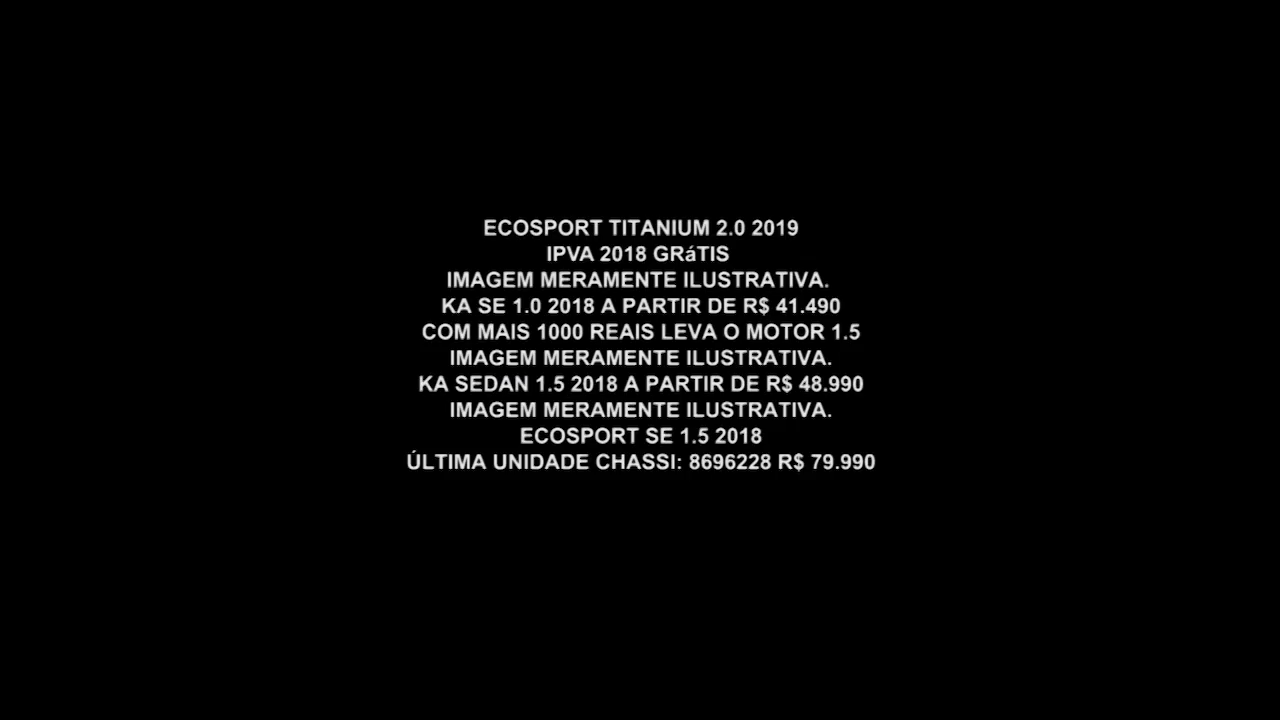 ECOSPORT TITANIUM 2.0 2019
IPVA 2018 GRáTIS
IMAGEM MERAMENTE ILUSTRATIVA.
KA SE 1.0 2018 A PARTIR DE R$ 41.490
COM MAIS 1000 REAIS LEVA O MOTOR 1.5
IMAGEM MERAMENTE ILUSTRATIVA.
KA SEDAN 1.5 2018 A PARTIR DE R$ 48.990
IMAGEM MERAMENTE ILUSTRATIVA.
ECOSPORT SE 1.5 2018
ÚLTIMA UNIDADE CHASSI: 8696228 R$ 79.990